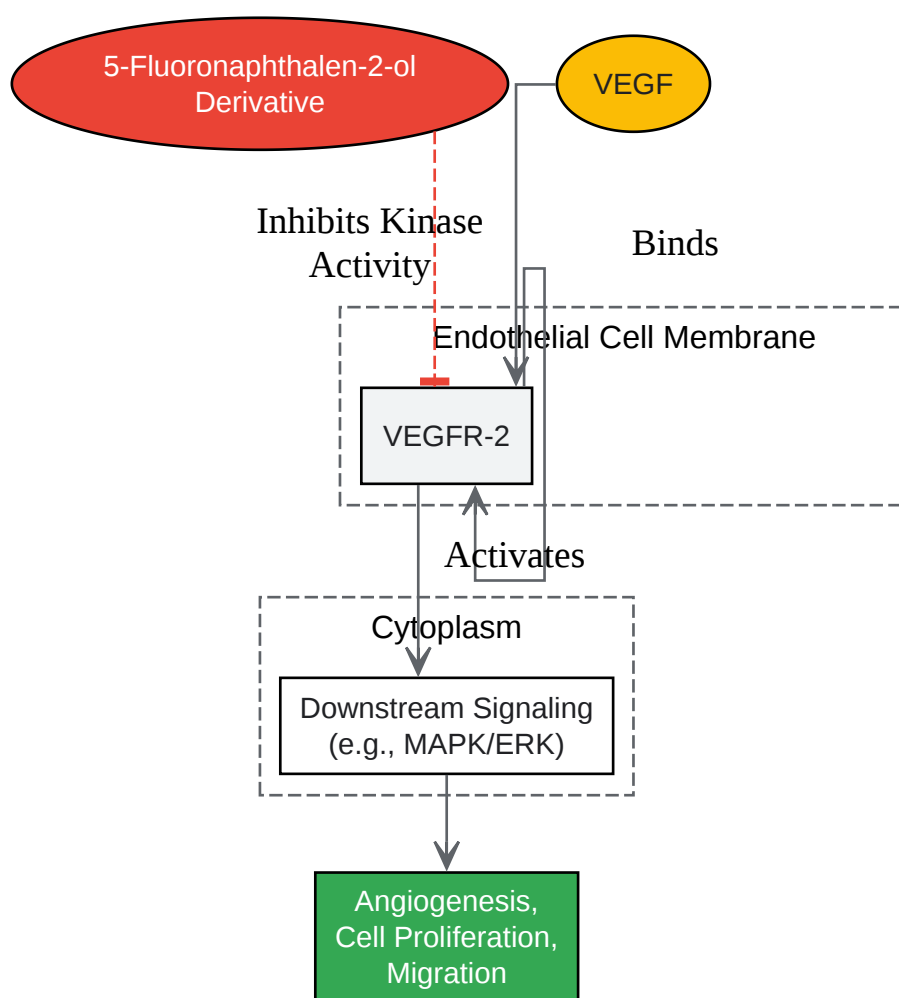 5-Fluoronaphthalen-2-ol
Derivative
VEGF
Inhibits Kinase
Activity
Binds
Endothelial Cell Membrane
VEGFR-2
Activates
Cytoplasm
Downstream Signaling
(e.g., MAPK/ERK)
Angiogenesis,
Cell Proliferation,
Migration